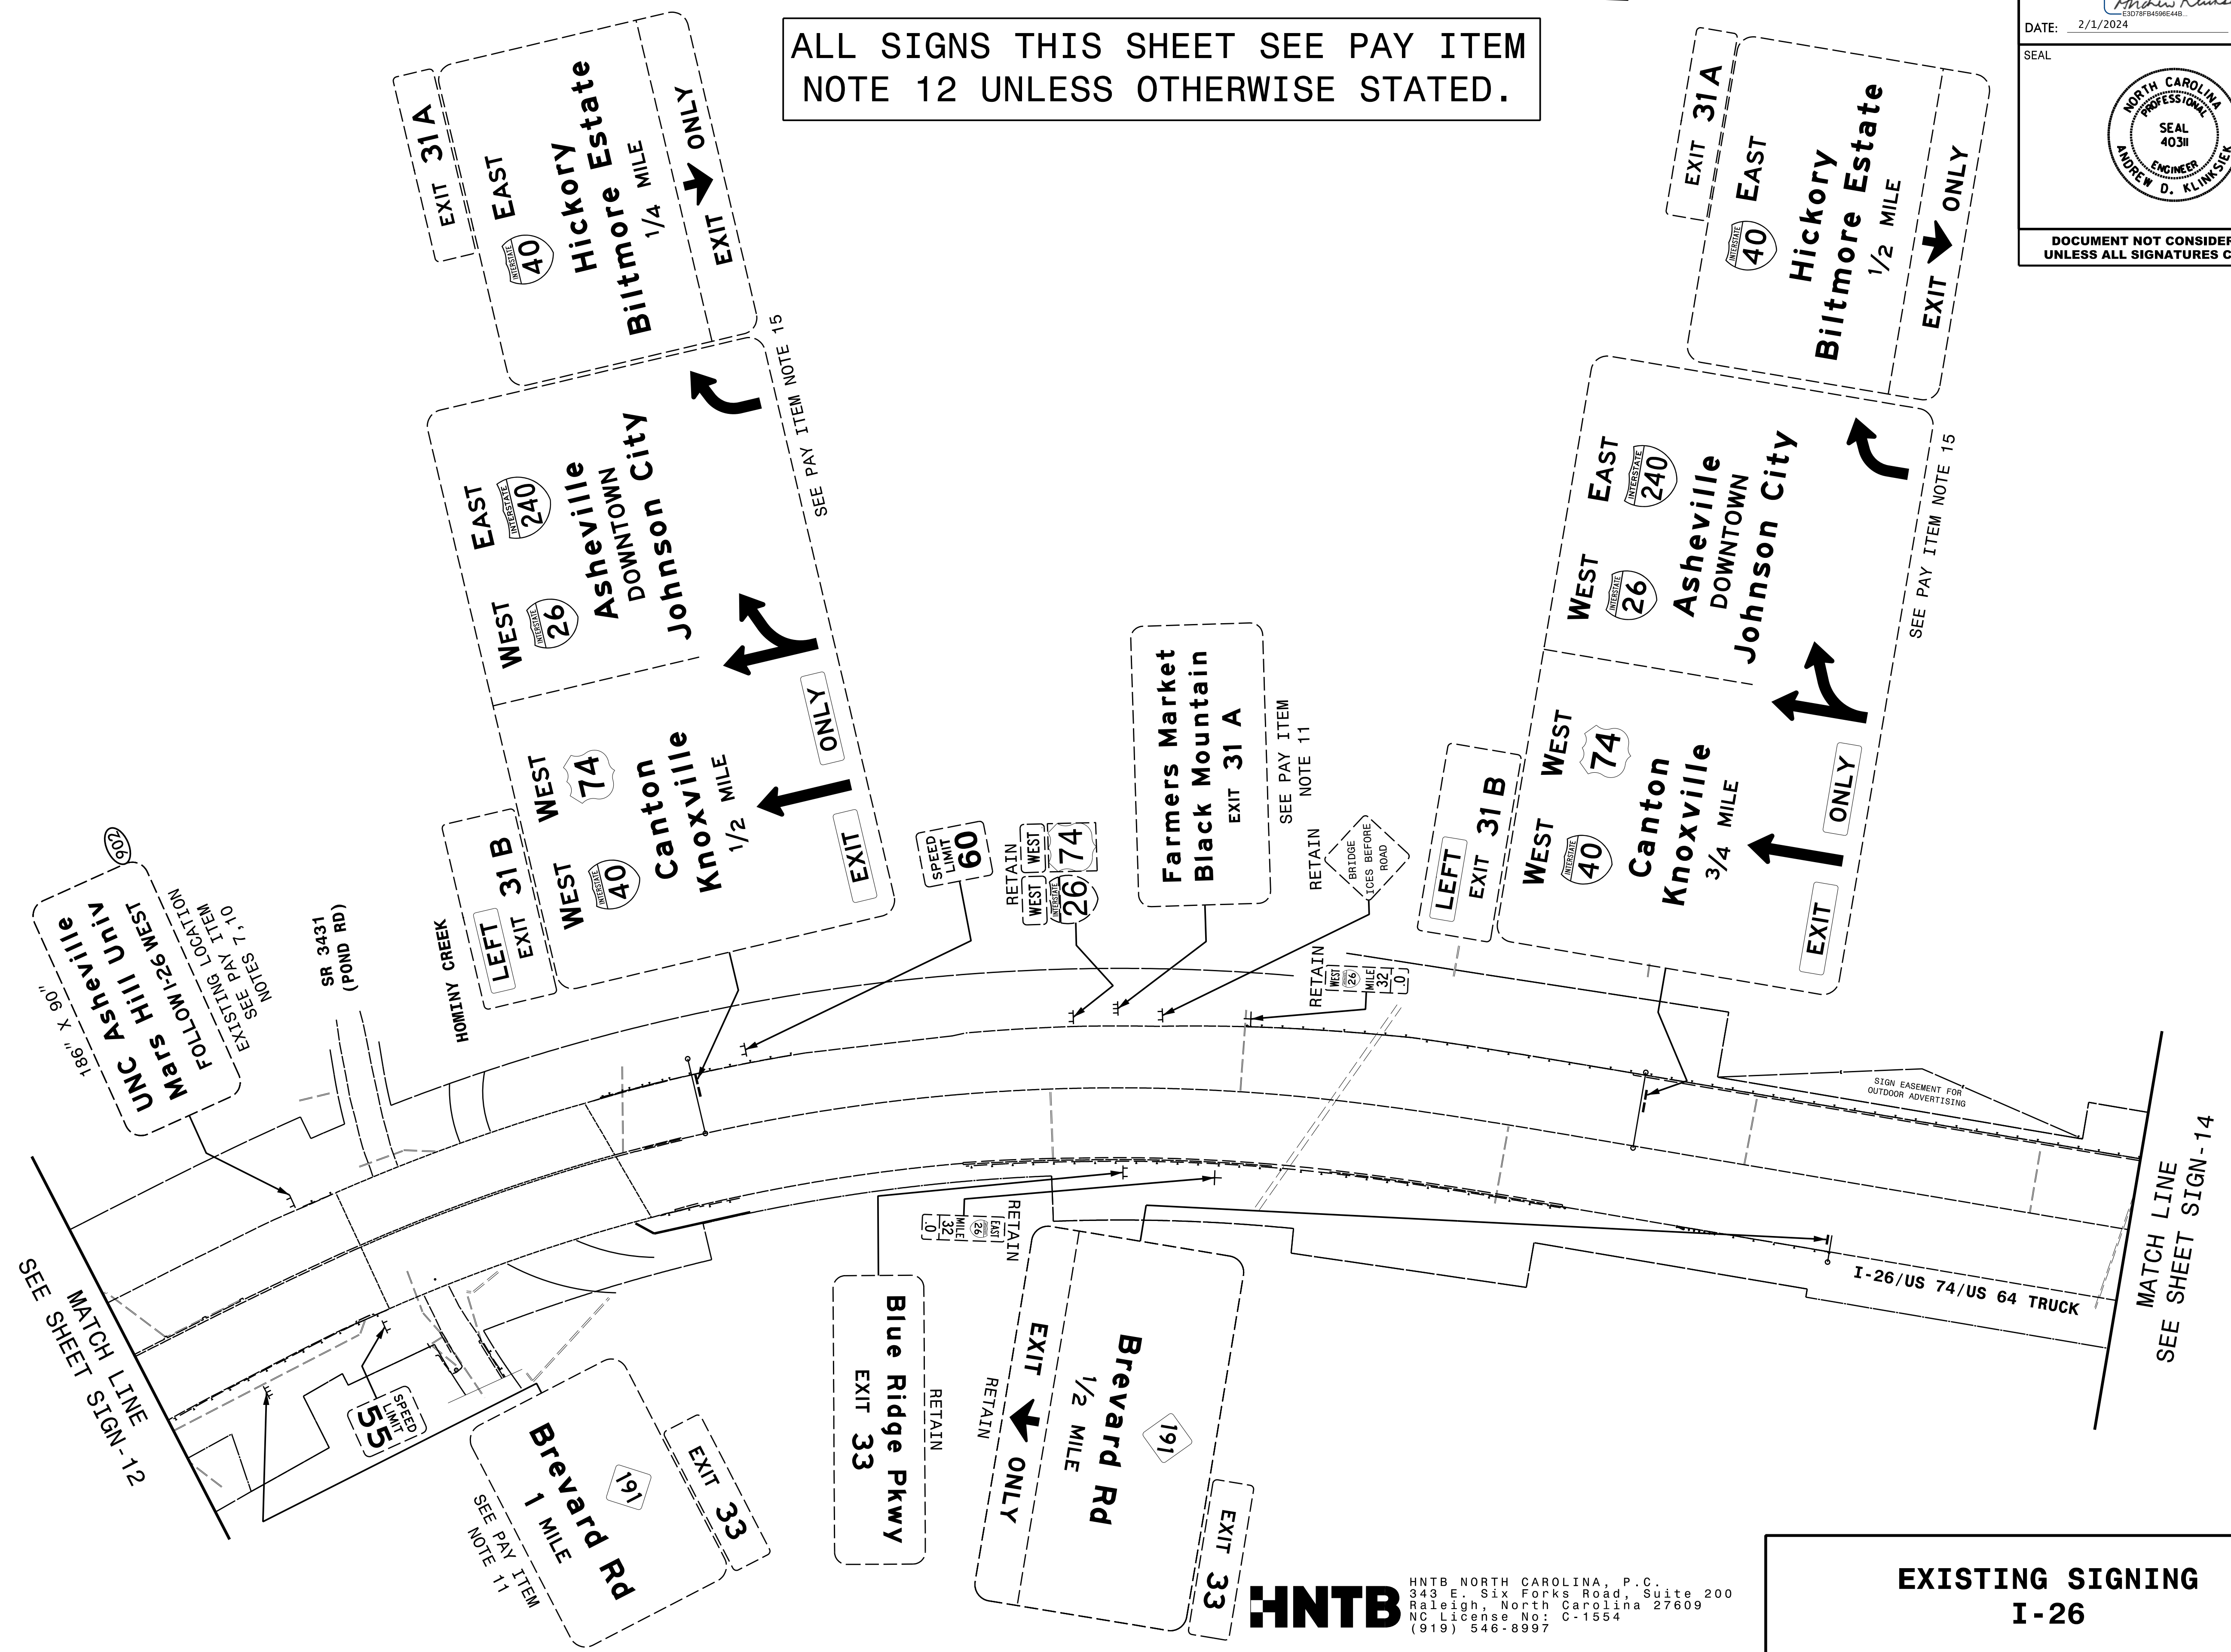 ALL SIGNS THIS SHEET SEE PAY ITEM
NOTE 12 UNLESS OTHERWISE STATED.
E3D78FB4596E44B...
DATE: 2/1/2024
SEAL
NORTH CAROLINA
PROFESSIONAL
SEAL
40311
ENGINEER
ANDREW D. KLINKSIEK
DOCUMENT NOT CONSIDER
UNLESS ALL SIGNATURES C
EXIT 31 A
INTERSTATE
40 EAST
Hickory
Biltmore Estate
1/4 MILE
EXIT ONLY
WEST EAST
INTERSTATE INTERSTATE
26 240
Asheville
DOWNTOWN
Johnson City
LEFT
EXIT 31 B
WEST WEST
INTERSTATE
40 74
Canton
Knoxville
1/2 MILE
EXIT ONLY
SEE PAY ITEM NOTE 15
EXIT 31 A
INTERSTATE
40 EAST
Hickory
Biltmore Estate
1/2 MILE
EXIT ONLY
WEST EAST
INTERSTATE INTERSTATE
26 240
Asheville
DOWNTOWN
Johnson City
LEFT
EXIT 31 B
WEST WEST
INTERSTATE
40 74
Canton
Knoxville
3/4 MILE
EXIT ONLY
SEE PAY ITEM NOTE 15
902
186" X 90"
UNC Asheville
Mars Hill Univ
FOLLOW I-26 WEST
EXISTING LOCATION
SEE PAY ITEM
NOTES 7,10
SR 3431
(POND RD)
HOMINY CREEK
SPEED
LIMIT
60
RETAIN
WEST WEST
INTERSTATE
26 74
Farmers Market
Black Mountain
EXIT 31 A
SEE PAY ITEM
NOTE 11
RETAIN
BRIDGE
ICES BEFORE
ROAD
RETAIN
WEST
26
MILE
32
.0
SIGN EASEMENT FOR
OUTDOOR ADVERTISING
MATCH LINE
SEE SHEET SIGN-12
MATCH LINE
SEE SHEET SIGN-14
I-26/US 74/US 64 TRUCK
SPEED
LIMIT
55
EXIT 33
191
Brevard Rd
1 MILE
SEE PAY ITEM
NOTE 11
RETAIN
EAST
26
MILE
32
.0
Blue Ridge Pkwy
EXIT 33
RETAIN
EXIT 33
191
Brevard Rd
1/2 MILE
EXIT ONLY
RETAIN
HNTB
HNTB NORTH CAROLINA, P.C.
343 E. Six Forks Road, Suite 200
Raleigh, North Carolina 27609
NC License No: C-1554
(919) 546-8997
EXISTING SIGNING
I-26